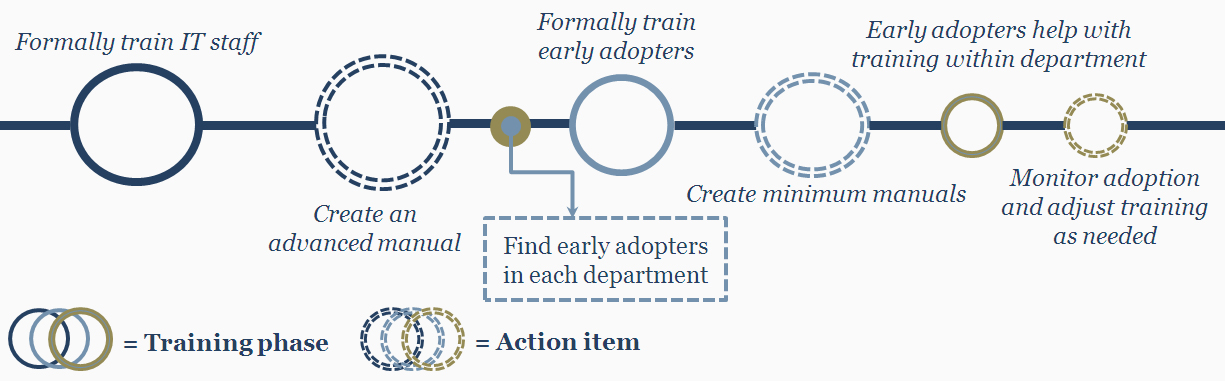 Formally train IT staff
Create an
advanced manual
Find early adopters
in each department
Formally train
early adopters
Create minimum manuals
Early adopters help with
training within department
Monitor adoption
and adjust training
as needed
= Training phase
= Action item